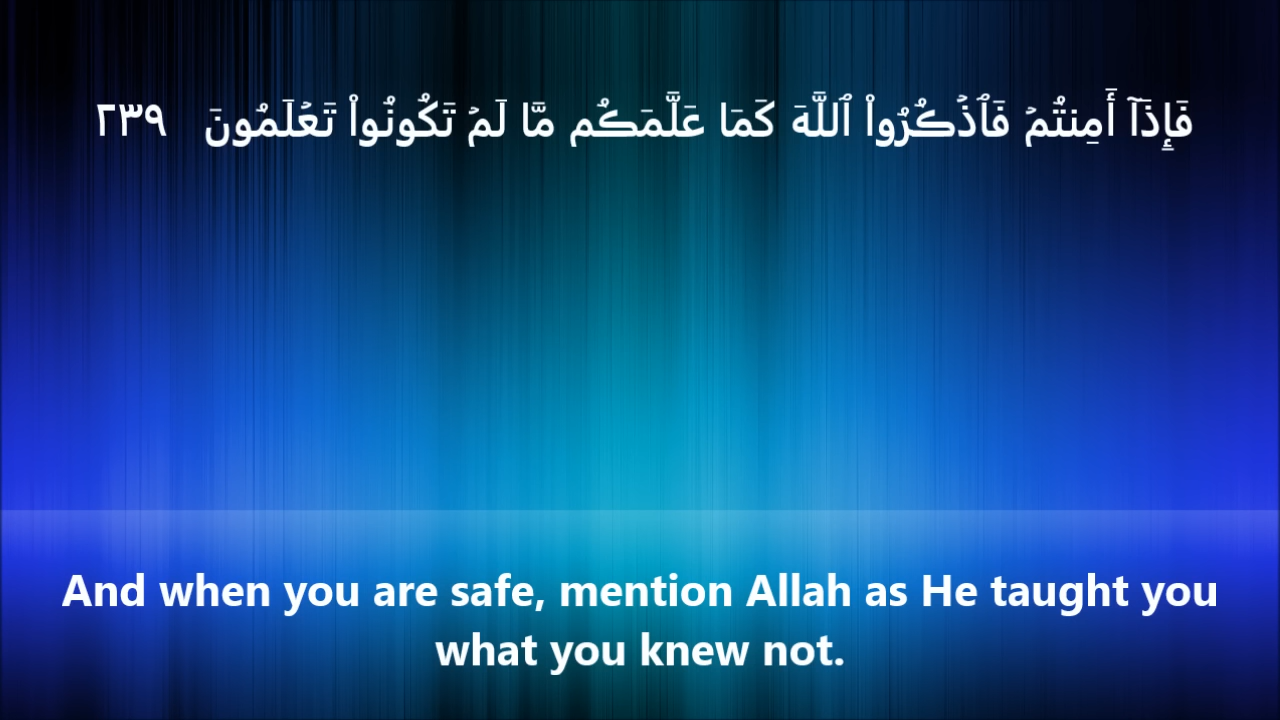 فَإِذَآ أَمِنتُمۡ فَٱذۡكُرُواْ ٱللَّهَ كَمَا عَلَّمَكُم مَّا لَمۡ تَكُونُواْ تَعۡلَمُونَ ٢٣٩
And when you are safe, mention Allah as He taught you
what you knew not.